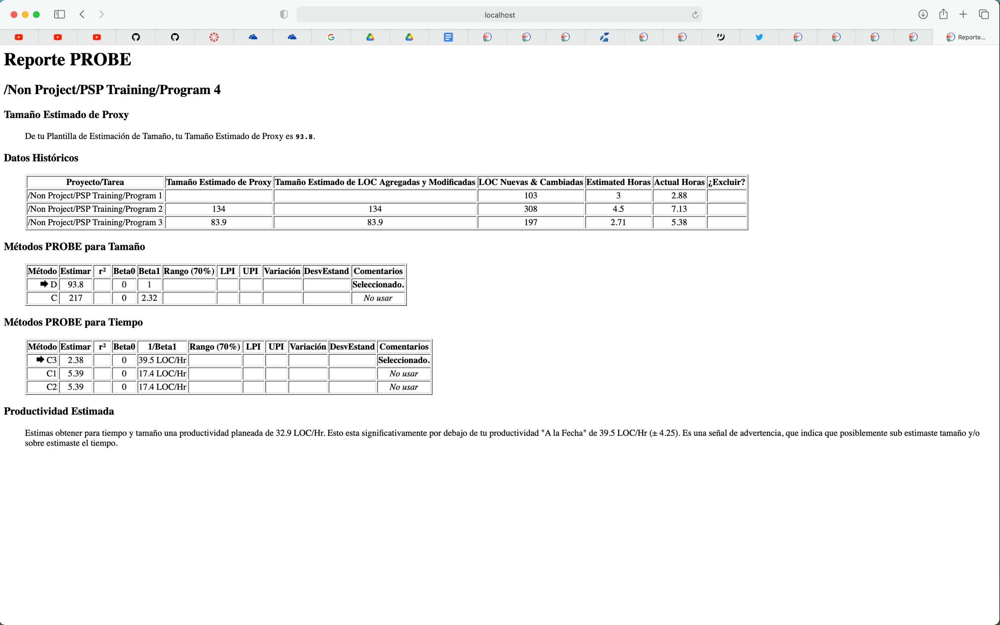 localhost
Reporte...
Reporte PROBE
/Non Project/PSP Training/Program 4
Tamaño Estimado de Proxy
De tu Plantilla de Estimación de Tamaño, tu Tamaño Estimado de Proxy es 93.8.
Datos Históricos
Proyecto/Tarea Tamaño Estimado de Proxy Tamaño Estimado de LOC Agregadas y Modificadas LOC Nuevas & Cambiadas Estimated Horas Actual Horas ¿Excluir?
/Non Project/PSP Training/Program 1 103 3 2.88
/Non Project/PSP Training/Program 2 134 134 308 4.5 7.13
/Non Project/PSP Training/Program 3 83.9 83.9 197 2.71 5.38
Métodos PROBE para Tamaño
Método Estimar r² Beta0 Beta1 Rango (70%) LPI UPI Variación DesvEstand Comentarios
🡆 D 93.8 0 1 Seleccionado.
C 217 0 2.32 No usar
Métodos PROBE para Tiempo
Método Estimar r² Beta0 1/Beta1 Rango (70%) LPI UPI Variación DesvEstand Comentarios
🡆 C3 2.38 0 39.5 LOC/Hr Seleccionado.
C1 5.39 0 17.4 LOC/Hr No usar
C2 5.39 0 17.4 LOC/Hr No usar
Productividad Estimada
Estimas obtener para tiempo y tamaño una productividad planeada de 32.9 LOC/Hr. Esto esta significativamente por debajo de tu productividad "A la Fecha" de 39.5 LOC/Hr (± 4.25). Es una señal de advertencia, que indica que posiblemente sub estimaste tamaño y/o
sobre estimaste el tiempo.